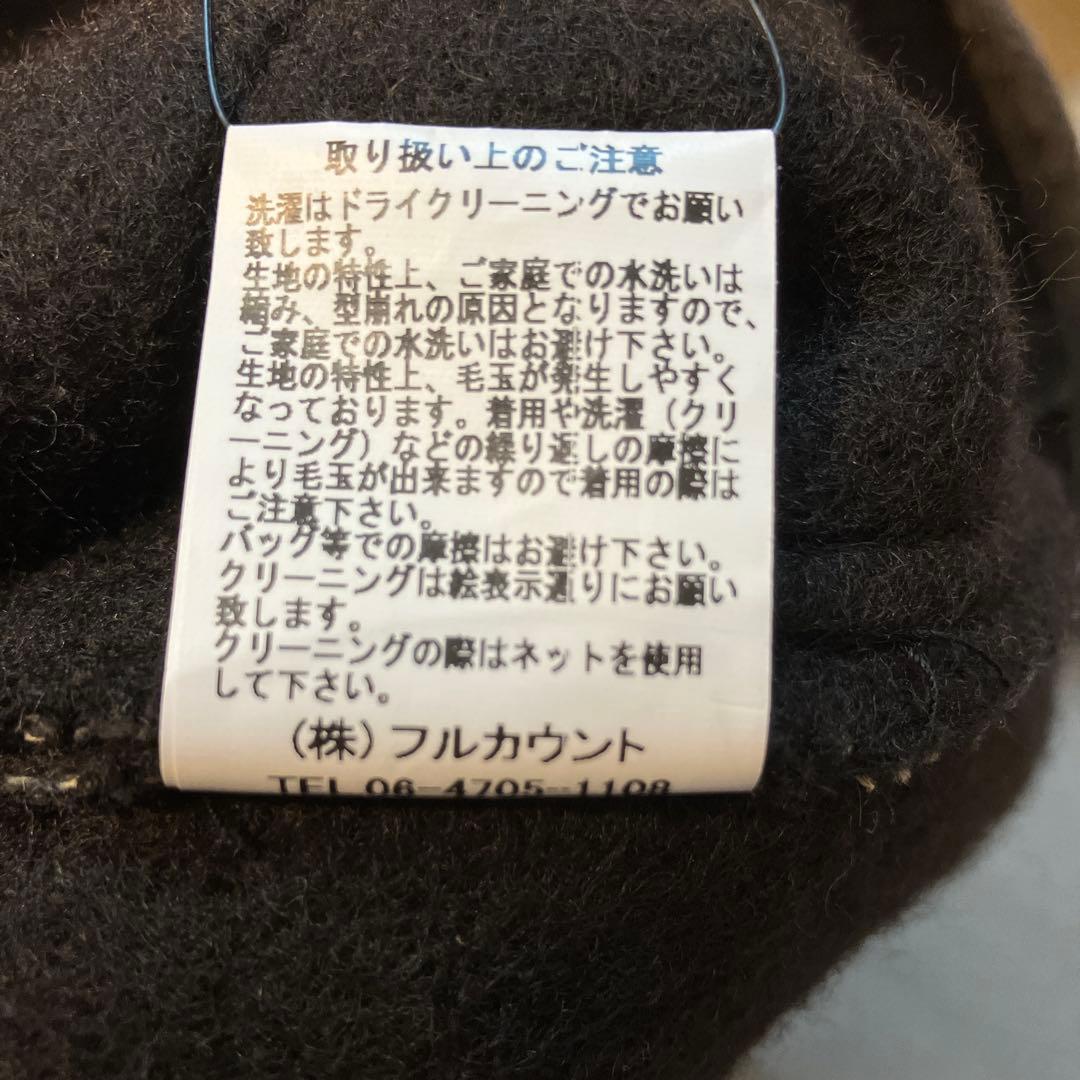 取り扱い上のご注意
洗濯はドライクリーニングでお願い
致します。
生地の特性上、ご家庭での水洗いは
縮み、型崩れの原因となりますので、
ご家庭での水洗いはお避け下さい。
生地の特性上、毛玉が発生しやすく
なっております。着用や洗濯（クリ
ーニング）などの繰り返しの摩擦に
より毛玉が出来ますので着用の際は
ご注意下さい。
バッグ等での摩擦はお避け下さい。
クリーニングは絵表示通りにお願い
致します。
クリーニングの際はネットを使用
して下さい。
（株）フルカウント
TEL 06-4705-1108